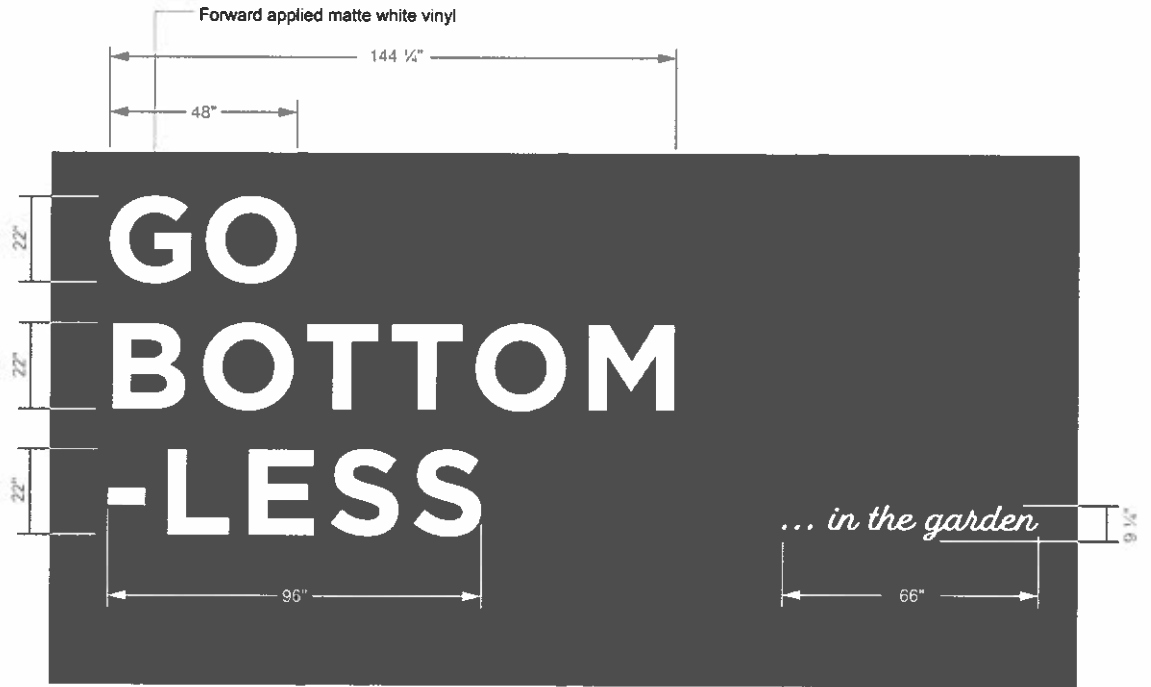 Forward applied matte white vinyl
144 ¼"
48"
22"
GO
22"
BOTTOM
22"
-LESS
... in the garden
9 ¼"
96"
66"